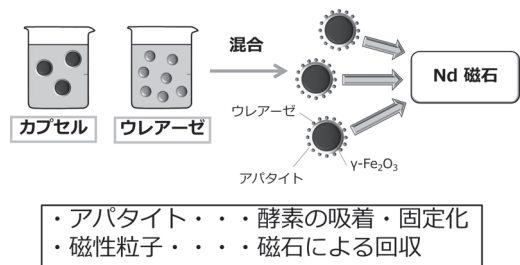 混合
Nd 磁石
カプセル
ウレアーゼ
ウレアーゼ
アパタイト
γ-Fe₂O₃
・アパタイト・・・酵素の吸着・固定化
・磁性粒子・・・・磁石による回収